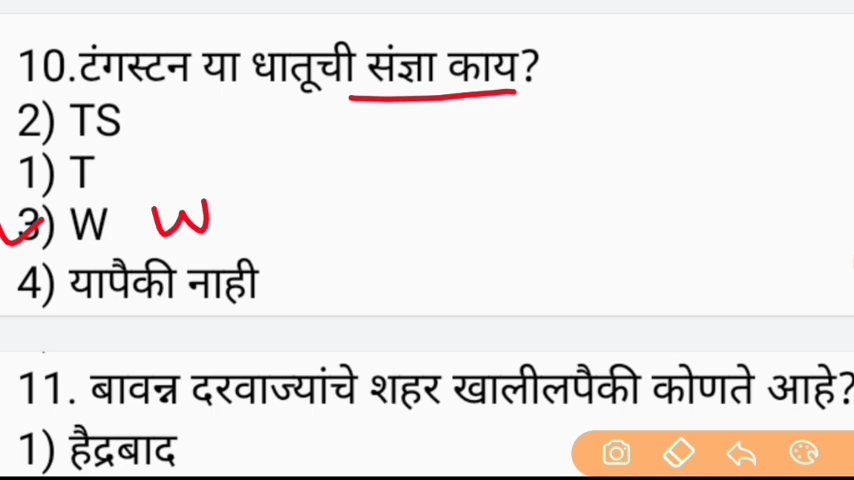 10.टंगस्टन या धातूची संज्ञा काय?
2) TS
1) T
3) W W
4) यापैकी नाही
11. बावन्न दरवाज्यांचे शहर खालीलपैकी कोणते आहे?
1) हैद्रबाद